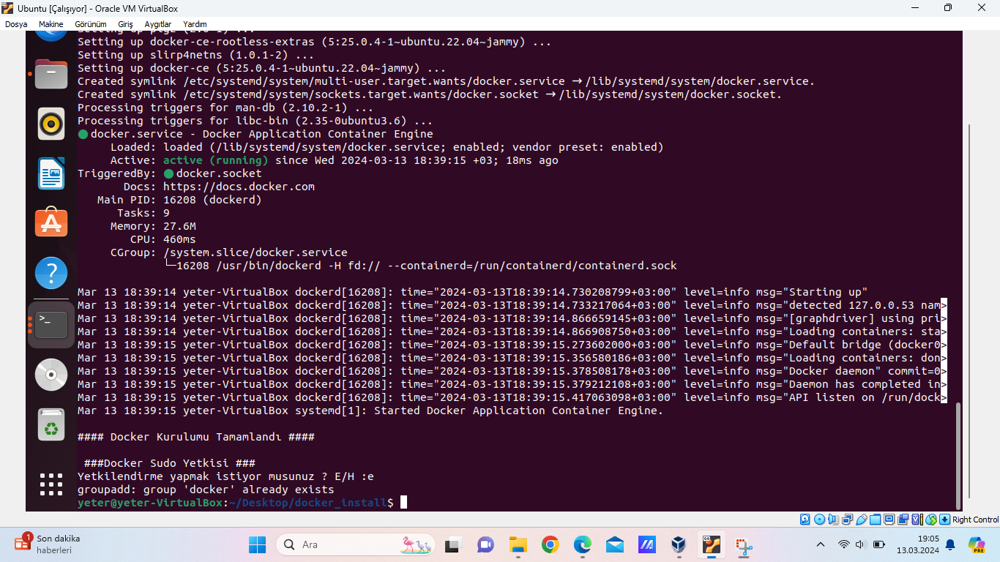 Ubuntu [Çalışıyor] - Oracle VM VirtualBox
Dosya Makine Görünüm Giriş Aygıtlar Yardım
Setting up docker-ce-rootless-extras (5:25.0.4-1~ubuntu.22.04~jammy) ...
Setting up slirp4netns (1.0.1-2) ...
Setting up docker-ce (5:25.0.4-1~ubuntu.22.04~jammy) ...
Created symlink /etc/systemd/system/multi-user.target.wants/docker.service → /lib/systemd/system/docker.service.
Created symlink /etc/systemd/system/sockets.target.wants/docker.socket → /lib/systemd/system/docker.socket.
Processing triggers for man-db (2.10.2-1) ...
Processing triggers for libc-bin (2.35-0ubuntu3.6) ...
● docker.service - Docker Application Container Engine
Loaded: loaded (/lib/systemd/system/docker.service; enabled; vendor preset: enabled)
Active: active (running) since Wed 2024-03-13 18:39:15 +03; 18ms ago
TriggeredBy: ● docker.socket
Docs: https://docs.docker.com
Main PID: 16208 (dockerd)
Tasks: 9
Memory: 27.6M
CPU: 460ms
CGroup: /system.slice/docker.service
└─16208 /usr/bin/dockerd -H fd:// --containerd=/run/containerd/containerd.sock
Mar 13 18:39:14 yeter-VirtualBox dockerd[16208]: time="2024-03-13T18:39:14.730208799+03:00" level=info msg="Starting up"
Mar 13 18:39:14 yeter-VirtualBox dockerd[16208]: time="2024-03-13T18:39:14.733217064+03:00" level=info msg="detected 127.0.0.53 nam>
Mar 13 18:39:14 yeter-VirtualBox dockerd[16208]: time="2024-03-13T18:39:14.866659145+03:00" level=info msg="[graphdriver] using pri>
Mar 13 18:39:14 yeter-VirtualBox dockerd[16208]: time="2024-03-13T18:39:14.866908750+03:00" level=info msg="Loading containers: sta>
Mar 13 18:39:15 yeter-VirtualBox dockerd[16208]: time="2024-03-13T18:39:15.273602000+03:00" level=info msg="Default bridge (docker0>
Mar 13 18:39:15 yeter-VirtualBox dockerd[16208]: time="2024-03-13T18:39:15.356580186+03:00" level=info msg="Loading containers: don>
Mar 13 18:39:15 yeter-VirtualBox dockerd[16208]: time="2024-03-13T18:39:15.378508178+03:00" level=info msg="Docker daemon" commit=0>
Mar 13 18:39:15 yeter-VirtualBox dockerd[16208]: time="2024-03-13T18:39:15.379212108+03:00" level=info msg="Daemon has completed in>
Mar 13 18:39:15 yeter-VirtualBox dockerd[16208]: time="2024-03-13T18:39:15.417063098+03:00" level=info msg="API listen on /run/dock>
Mar 13 18:39:15 yeter-VirtualBox systemd[1]: Started Docker Application Container Engine.
#### Docker Kurulumu Tamamlandı ####
###Docker Sudo Yetkisi ###
Yetkilendirme yapmak istiyor musunuz ? E/H :e
groupadd: group 'docker' already exists
yeter@yeter-VirtualBox:~/Desktop/docker_install$
Right Control
1
Son dakika
haberleri
Ara
19:05
13.03.2024
PRE